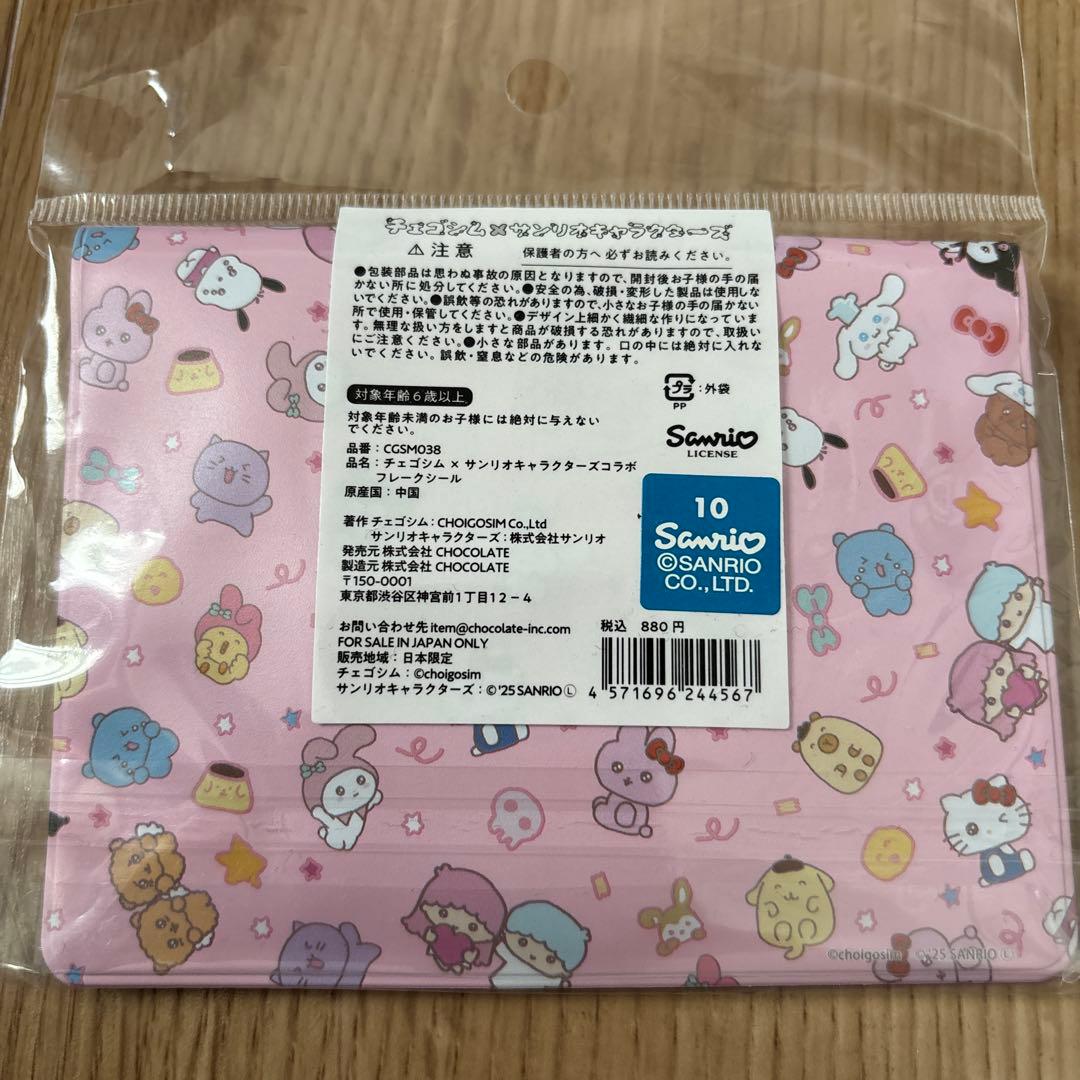 チェゴシム×サンリオキャラクターズ
⚠注意 保護者の方へ 必ずお読みください。
●包装部品は思わぬ事故の原因となりますので、開封後お子様の手の届
かない所に処分してください。●安全の為、破損・変形した製品は使用しな
いでください。●誤飲等の恐れがありますので、小さなお子様の手の届かない
所で使用・保管してください。●デザイン上細かく繊細な作りになっていま
す。無理な扱い方をしますと商品が破損する恐れがありますので、取扱い
にご注意ください。●小さな部品があります。口の中には絶対に入れな
いでください。誤飲・窒息などの危険があります。
対象年齢6歳以上
対象年齢未満のお子様には絶対に与えない
でください。
プラ:外袋
PP
Sanrio
LICENSE
品番：CGSM038
品名：チェゴシム × サンリオキャラクターズコラボ
フレークシール
原産国：中国
著作 チェゴシム：CHOIGOSIM Co.,Ltd
サンリオキャラクターズ：株式会社サンリオ
発売元 株式会社 CHOCOLATE
製造元 株式会社 CHOCOLATE
〒150-0001
東京都渋谷区神宮前1丁目12－4
10
Sanrio
©SANRIO
CO., LTD.
お問い合わせ先 item@chocolate-inc.com
FOR SALE IN JAPAN ONLY
販売地域：日本限定
チェゴシム：©choigosim
サンリオキャラクターズ：©'25 SANRIO Ⓛ
税込 880円
4 571696 244567
©choigosim ©'25 SANRIO Ⓛ